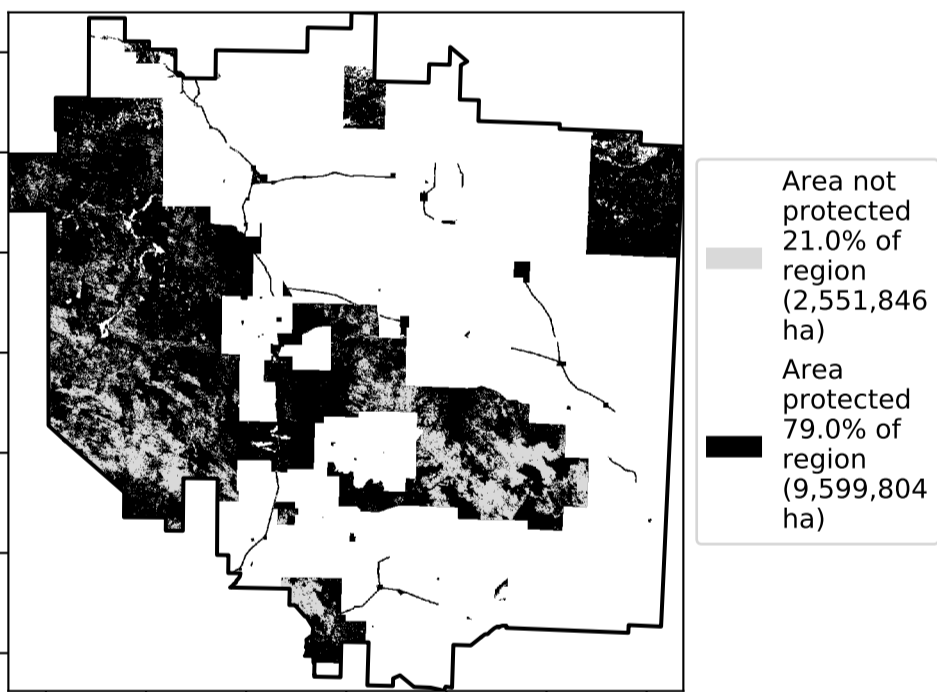 Area not
protected
21.0% of
region
(2,551,846
ha)
Area
protected
79.0% of
region
(9,599,804
ha)